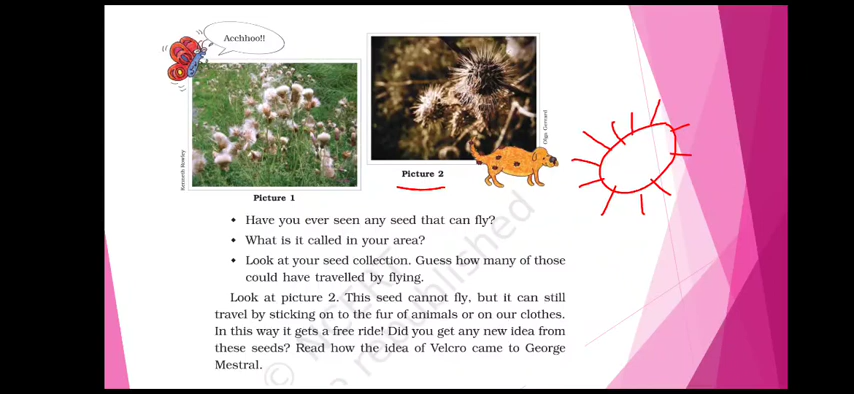 Acchhoo!!
Kenneth Rowley
Olga Gerrard
Picture 2
Picture 1
♦ Have you ever seen any seed that can fly?
♦ What is it called in your area?
♦ Look at your seed collection. Guess how many of those
could have travelled by flying.
Look at picture 2. This seed cannot fly, but it can still
travel by sticking on to the fur of animals or on our clothes.
In this way it gets a free ride! Did you get any new idea from
these seeds? Read how the idea of Velcro came to George
Mestral.
© NCERT
republished